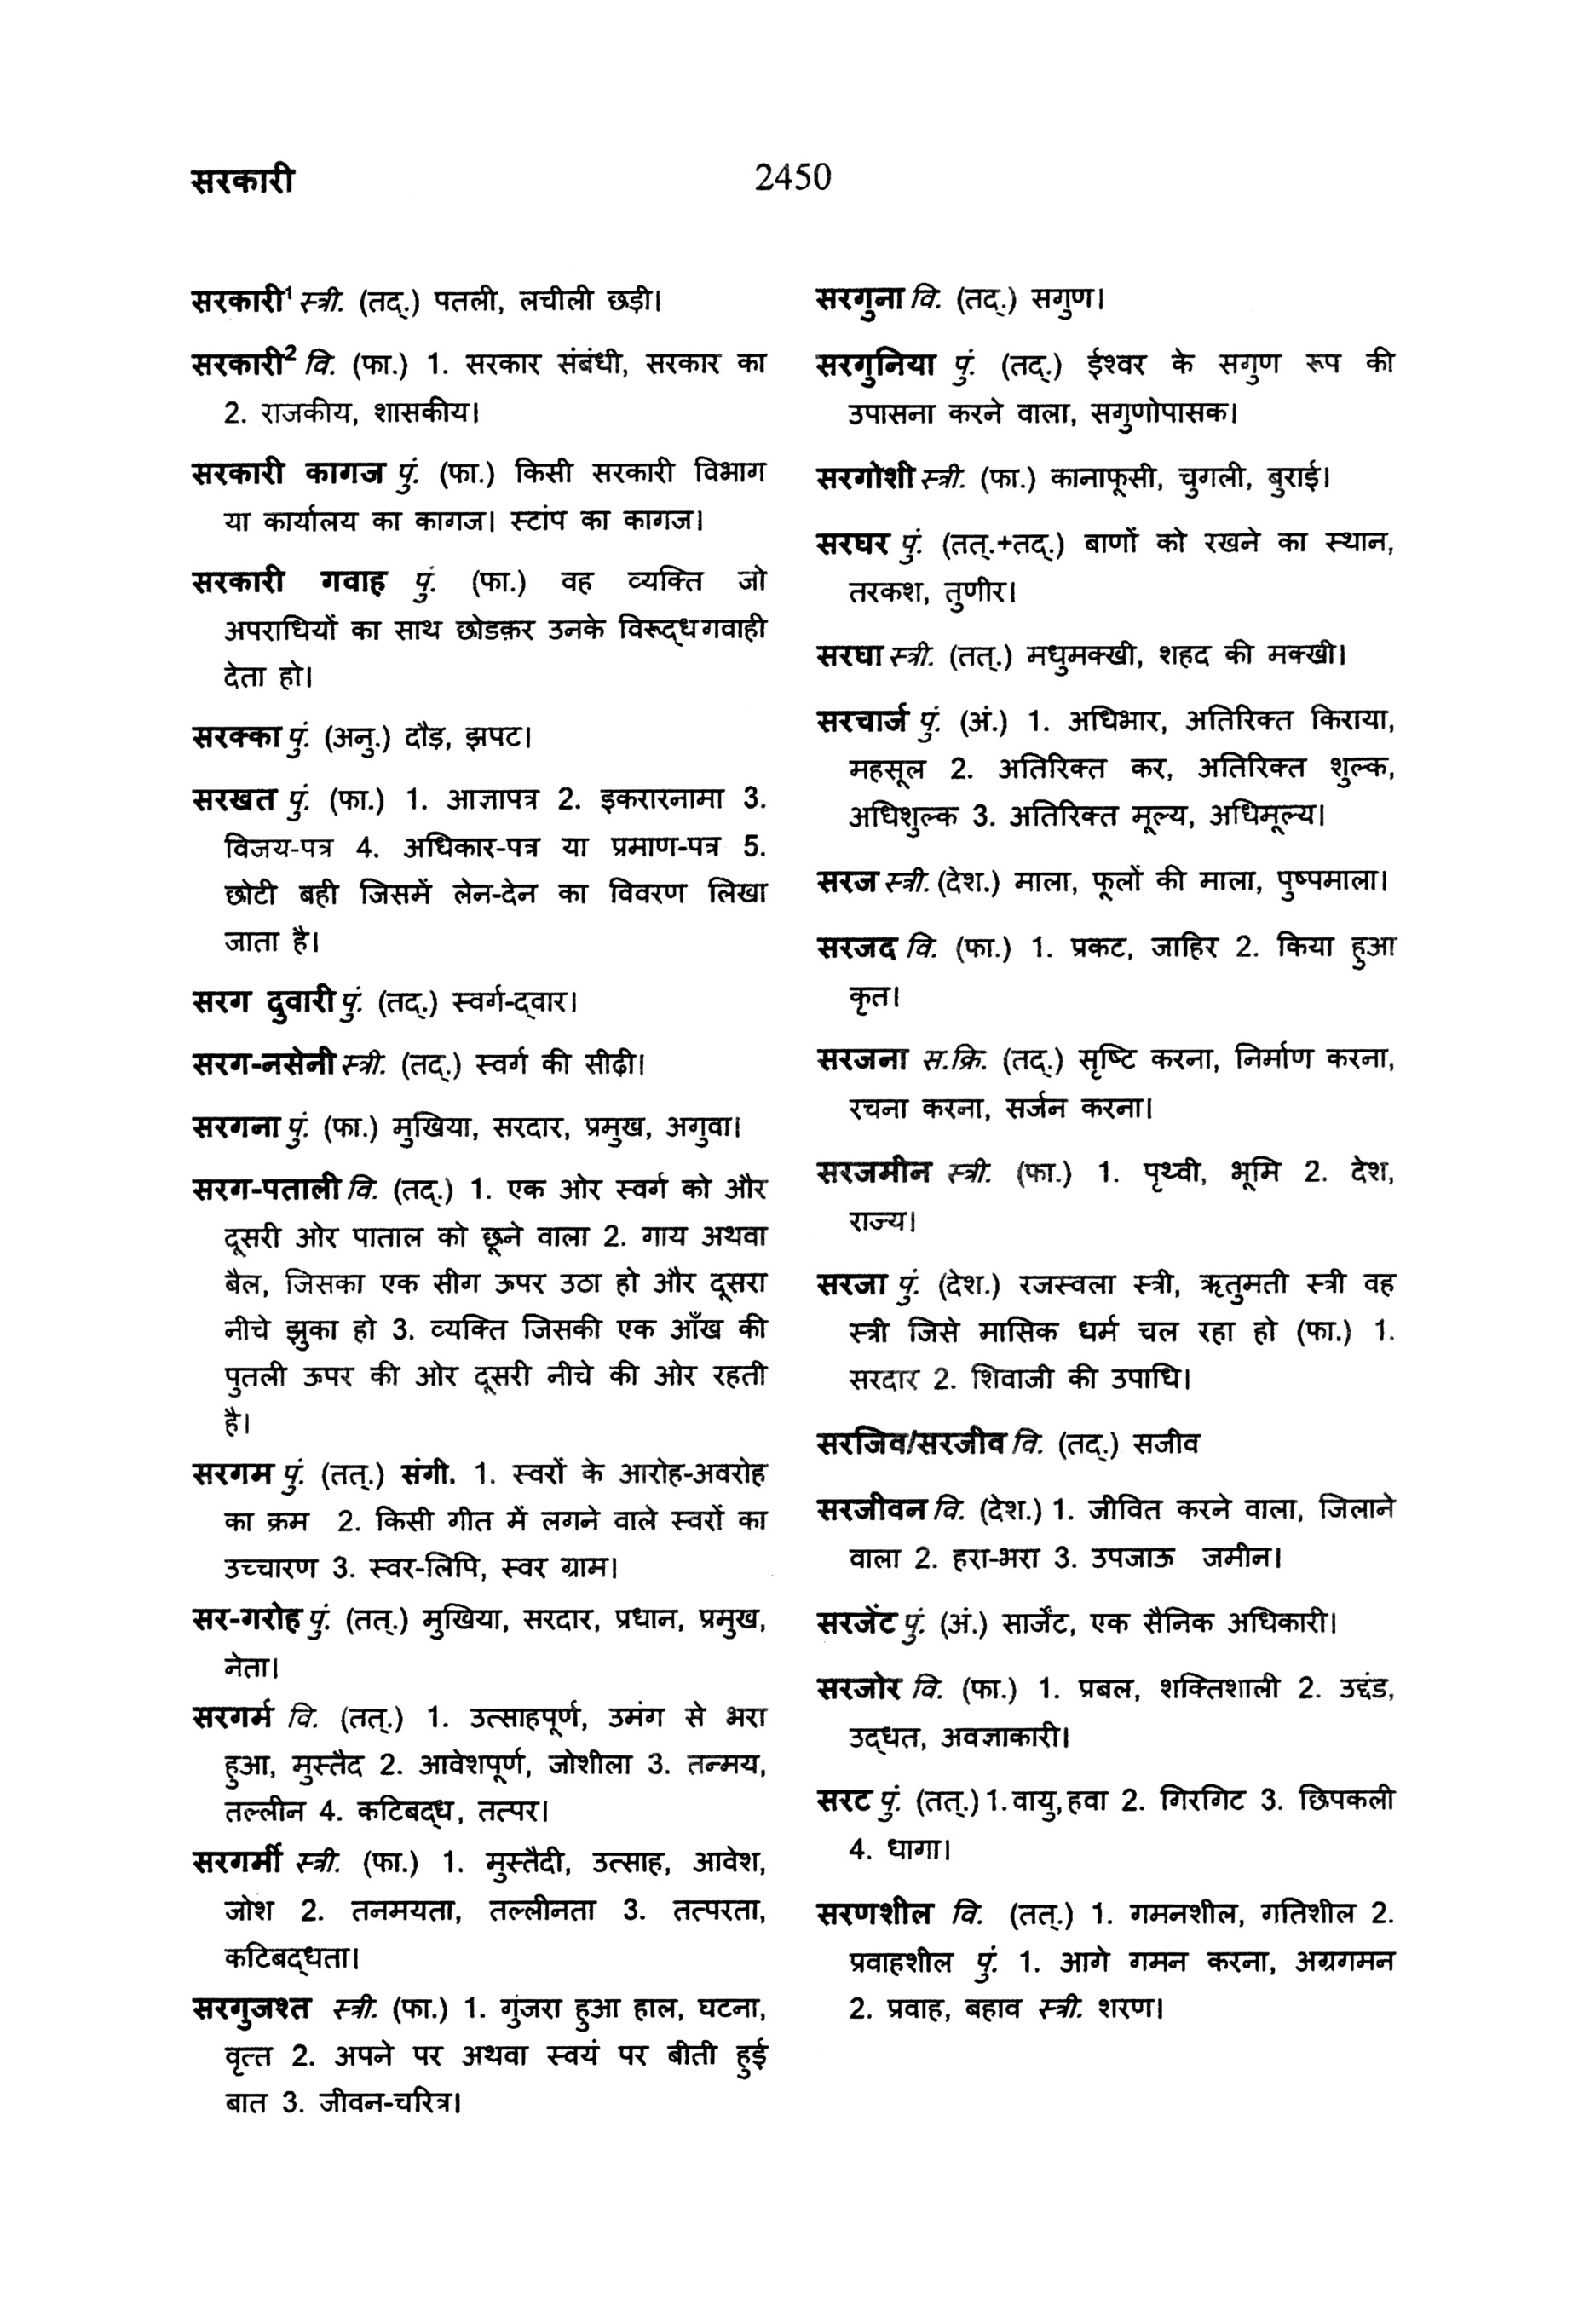 सरकारी
2450
सरकारी¹ स्त्री. (तद्.) पतली, लचीली छड़ी।
सरकारी² वि. (फा.) 1. सरकार संबंधी, सरकार का
2. राजकीय, शासकीय।
सरकारी कागज पुं. (फा.) किसी सरकारी विभाग
या कार्यालय का कागज। स्टांप का कागज।
सरकारी गवाह पुं. (फा.) वह व्यक्ति जो
अपराधियों का साथ छोडक़र उनके विरूद्ध गवाही
देता हो।
सरक्का पुं. (अनु.) दौड़, झपट।
सरखत पुं. (फा.) 1. आज्ञापत्र 2. इकरारनामा 3.
विजय-पत्र 4. अधिकार-पत्र या प्रमाण-पत्र 5.
छोटी बही जिसमें लेन-देन का विवरण लिखा
जाता है।
सरग दुवारी पुं. (तद्.) स्वर्ग-द्वार।
सरग-नसेनी स्त्री. (तद्.) स्वर्ग की सीढ़ी।
सरगना पुं. (फा.) मुखिया, सरदार, प्रमुख, अगुवा।
सरग-पताली वि. (तद्.) 1. एक ओर स्वर्ग को और
दूसरी ओर पाताल को छूने वाला 2. गाय अथवा
बैल, जिसका एक सीग ऊपर उठा हो और दूसरा
नीचे झुका हो 3. व्यक्ति जिसकी एक आँख की
पुतली ऊपर की ओर दूसरी नीचे की ओर रहती
है।
सरगम पुं. (तत्.) संगी. 1. स्वरों के आरोह-अवरोह
का क्रम 2. किसी गीत में लगने वाले स्वरों का
उच्चारण 3. स्वर-लिपि, स्वर ग्राम।
सर-गरोह पुं. (तत्.) मुखिया, सरदार, प्रधान, प्रमुख,
नेता।
सरगर्म वि. (तत्.) 1. उत्साहपूर्ण, उमंग से भरा
हुआ, मुस्तैद 2. आवेशपूर्ण, जोशीला 3. तन्मय,
तल्लीन 4. कटिबद्ध, तत्पर।
सरगर्मी स्त्री. (फा.) 1. मुस्तैदी, उत्साह, आवेश,
जोश 2. तनमयता, तल्लीनता 3. तत्परता,
कटिबद्धता।
सरगुजश्त स्त्री. (फा.) 1. गुंजरा हुआ हाल, घटना,
वृत्त 2. अपने पर अथवा स्वयं पर बीती हुई
बात 3. जीवन-चरित्र।
सरगुना वि. (तद्.) सगुण।
सरगुनिया पुं. (तद्.) ईश्वर के सगुण रूप की
उपासना करने वाला, सगुणोपासक।
सरगोशी स्त्री. (फा.) कानाफूसी, चुगली, बुराई।
सरघर पुं. (तत्.+तद्.) बाणों को रखने का स्थान,
तरकश, तुणीर।
सरघा स्त्री. (तत्.) मधुमक्खी, शहद की मक्खी।
सरचार्ज पुं. (अं.) 1. अधिभार, अतिरिक्त किराया,
महसूल 2. अतिरिक्त कर, अतिरिक्त शुल्क,
अधिशुल्क 3. अतिरिक्त मूल्य, अधिमूल्य।
सरज स्त्री. (देश.) माला, फूलों की माला, पुष्पमाला।
सरजद वि. (फा.) 1. प्रकट, जाहिर 2. किया हुआ
कृत।
सरजना स.क्रि. (तद्.) सृष्टि करना, निर्माण करना,
रचना करना, सर्जन करना।
सरजमीन स्त्री. (फा.) 1. पृथ्वी, भूमि 2. देश,
राज्य।
सरजा पुं. (देश.) रजस्वला स्त्री, ऋतुमती स्त्री वह
स्त्री जिसे मासिक धर्म चल रहा हो (फा.) 1.
सरदार 2. शिवाजी की उपाधि।
सरजिव/सरजीव वि. (तद्.) सजीव
सरजीवन वि. (देश.) 1. जीवित करने वाला, जिलाने
वाला 2. हरा-भरा 3. उपजाऊ जमीन।
सरजेंट पुं. (अं.) सार्जेंट, एक सैनिक अधिकारी।
सरजोर वि. (फा.) 1. प्रबल, शक्तिशाली 2. उद्दंड,
उद्धत, अवज्ञाकारी।
सरट पुं. (तत्.) 1. वायु, हवा 2. गिरगिट 3. छिपकली
4. धागा।
सरणशील वि. (तत्.) 1. गमनशील, गतिशील 2.
प्रवाहशील पुं. 1. आगे गमन करना, अग्रगमन
2. प्रवाह, बहाव स्त्री. शरण।